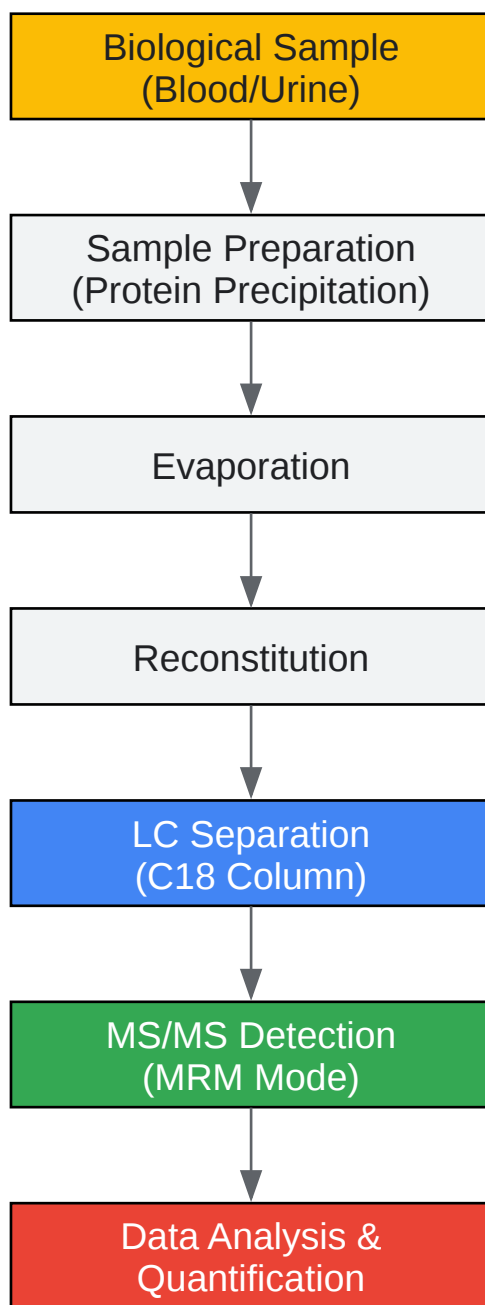 Biological Sample
(Blood/Urine)
Sample Preparation
(Protein Precipitation)
Evaporation
Reconstitution
LC Separation
(C18 Column)
MS/MS Detection
(MRM Mode)
Data Analysis &
Quantification